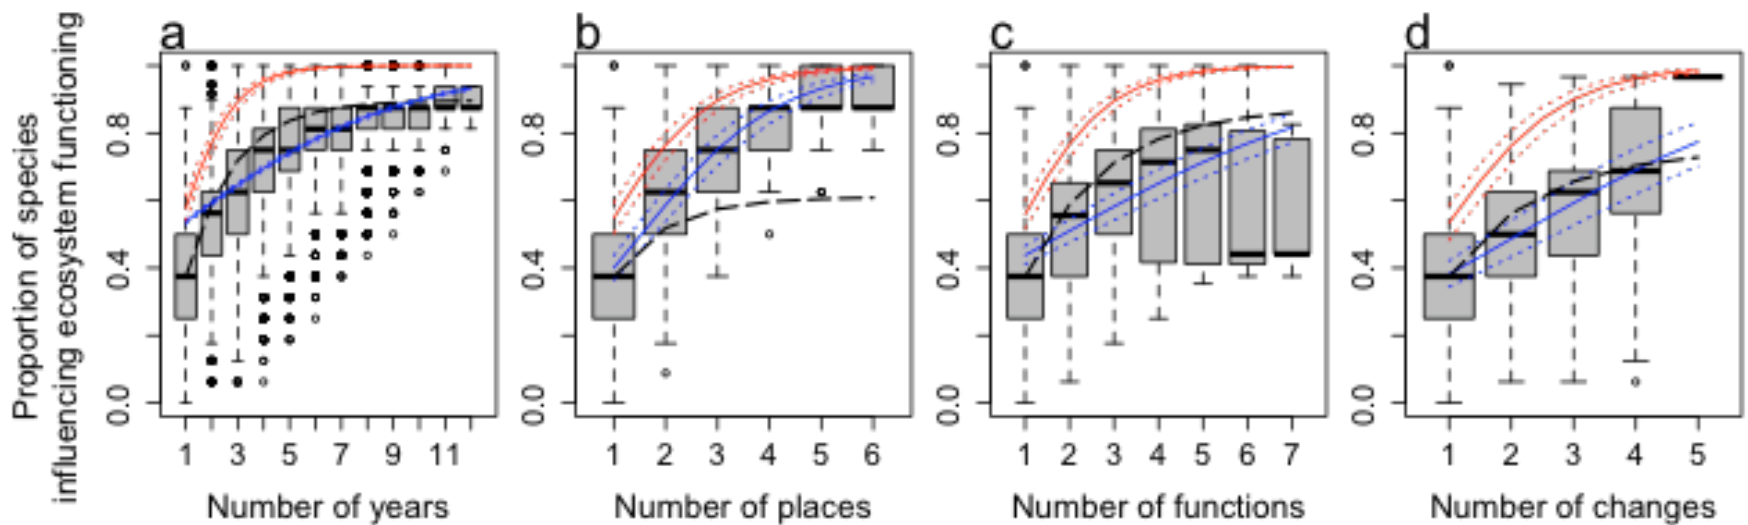 Proportion of species
influencing ecosystem functioning
a
0.0 0.4 0.8
1 3 5 7 9 11
Number of years
b
0.0 0.4 0.8
1 2 3 4 5 6
Number of places
c
0.0 0.4 0.8
1 2 3 4 5 6 7
Number of functions
d
0.0 0.4 0.8
1 2 3 4 5
Number of changes